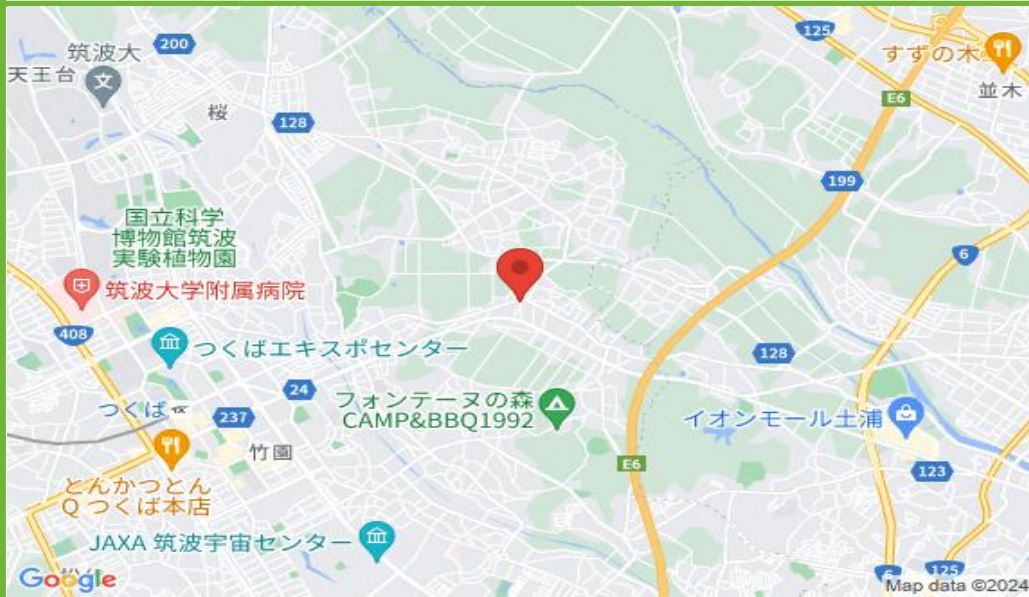 筑波大
天王台
文
200
桜
128
125
すずの木
並木
E6
199
6
国立科学
博物館筑波
実験植物園
筑波大学附属病院
408
つくばエキスポセンター
24
128
フォンテーヌの森
CAMP&BBQ1992
つくば
237
竹園
イオンモール土浦
E6
123
とんかつとん
Q つくば本店
JAXA 筑波宇宙センター
Google
6
125
Map data ©2024